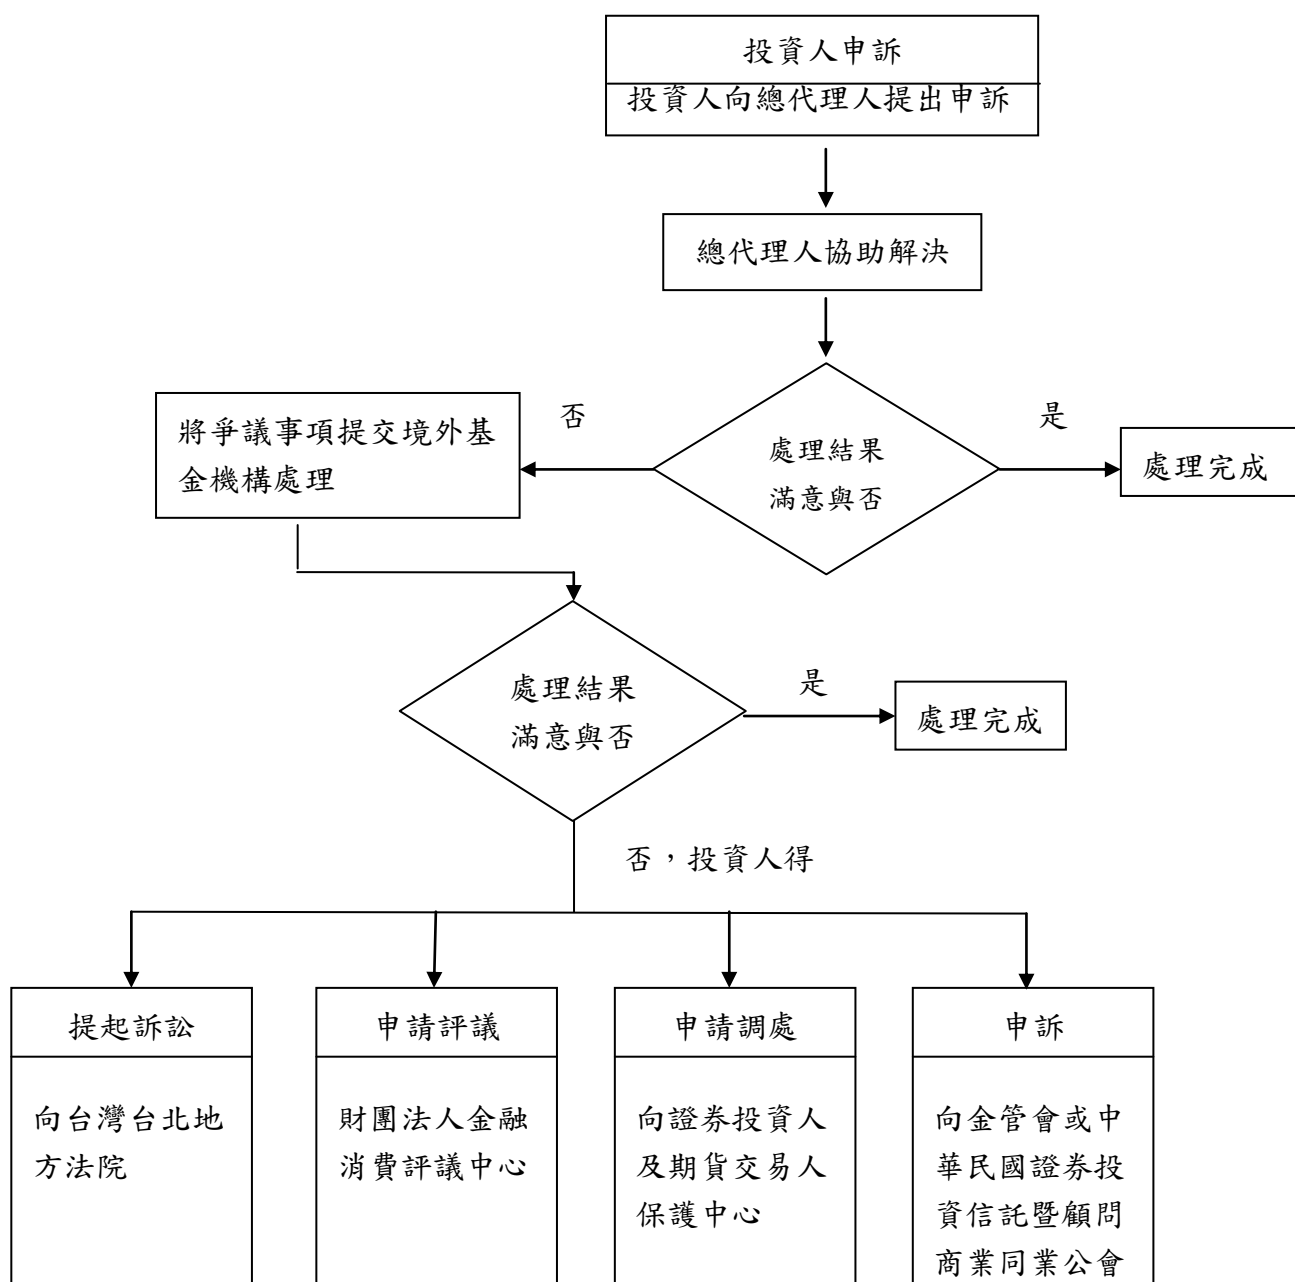 投資人申訴
投資人向總代理人提出申訴
總代理人協助解決
否
是
將爭議事項提交境外基
金機構處理
處理結果
滿意與否
處理完成
處理結果
滿意與否
是
處理完成
否，投資人得
提起訴訟
向台灣台北地
方法院
申請評議
財團法人金融
消費評議中心
申請調處
向證券投資人
及期貨交易人
保護中心
申訴
向金管會或中
華民國證券投
資信託暨顧問
商業同業公會